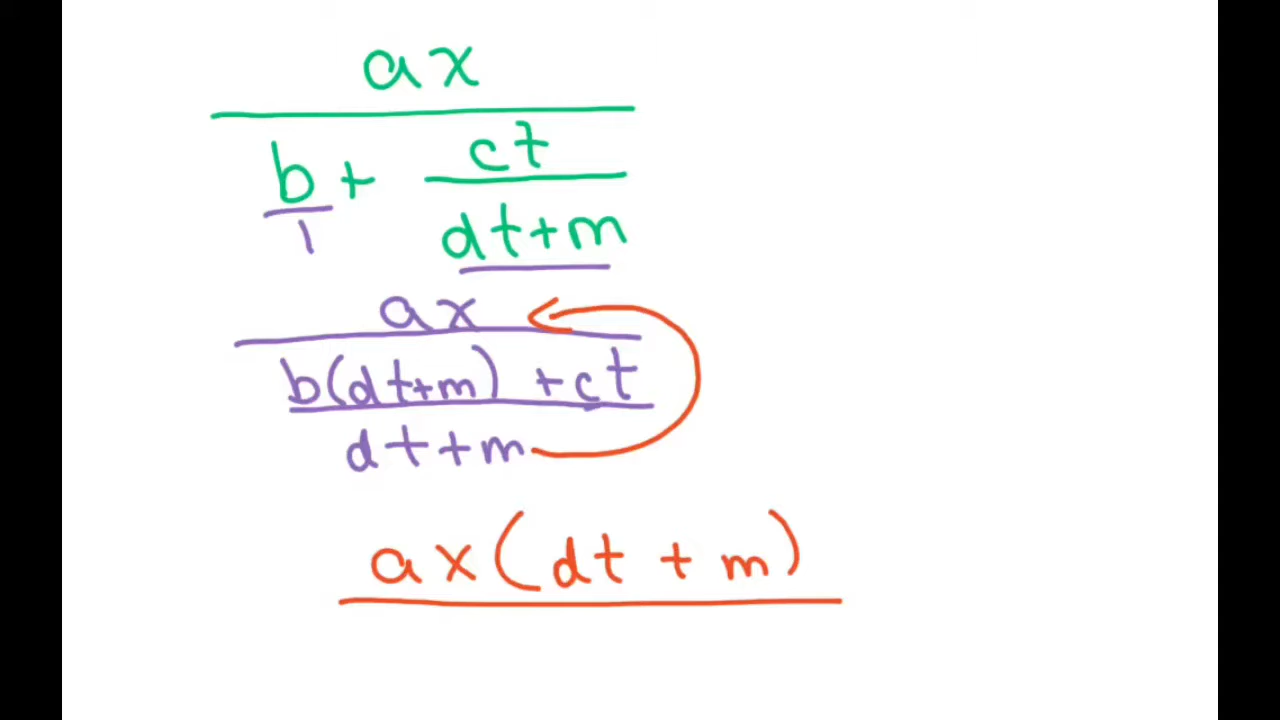 ax
b + ct
1 dt+m
ax
b(dt+m) + ct
dt+m
ax(dt + m)